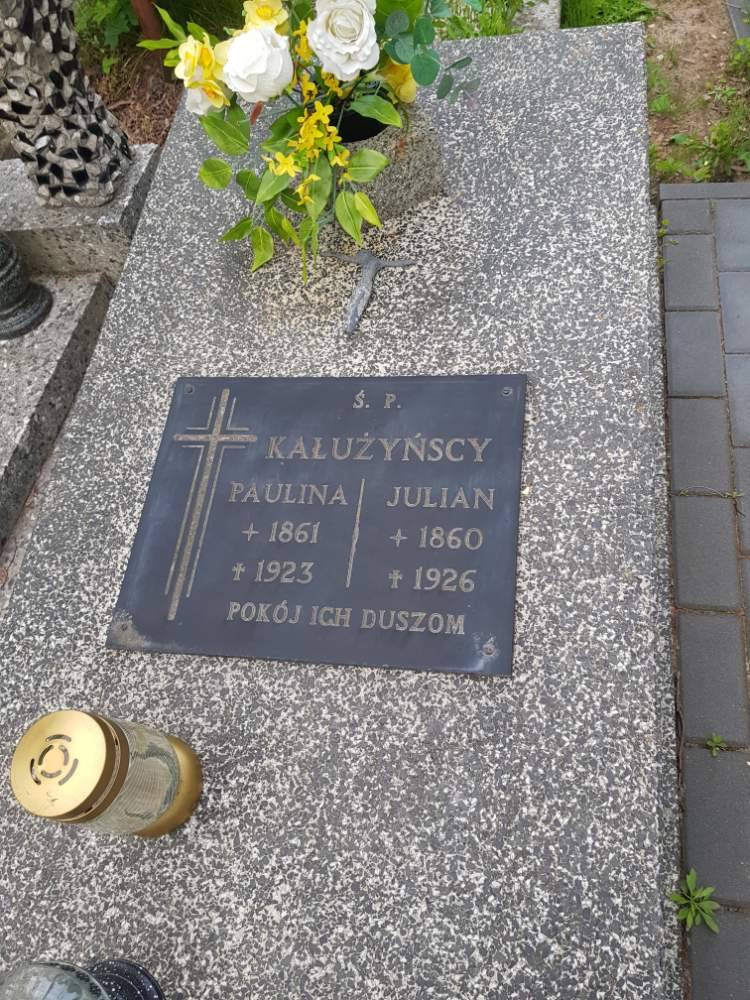 Ś. P.
KAŁUŻYŃSCY
PAULINA JULIAN
+ 1861 + 1860
✝ 1923 ✝ 1926
POKÓJ ICH DUSZOM